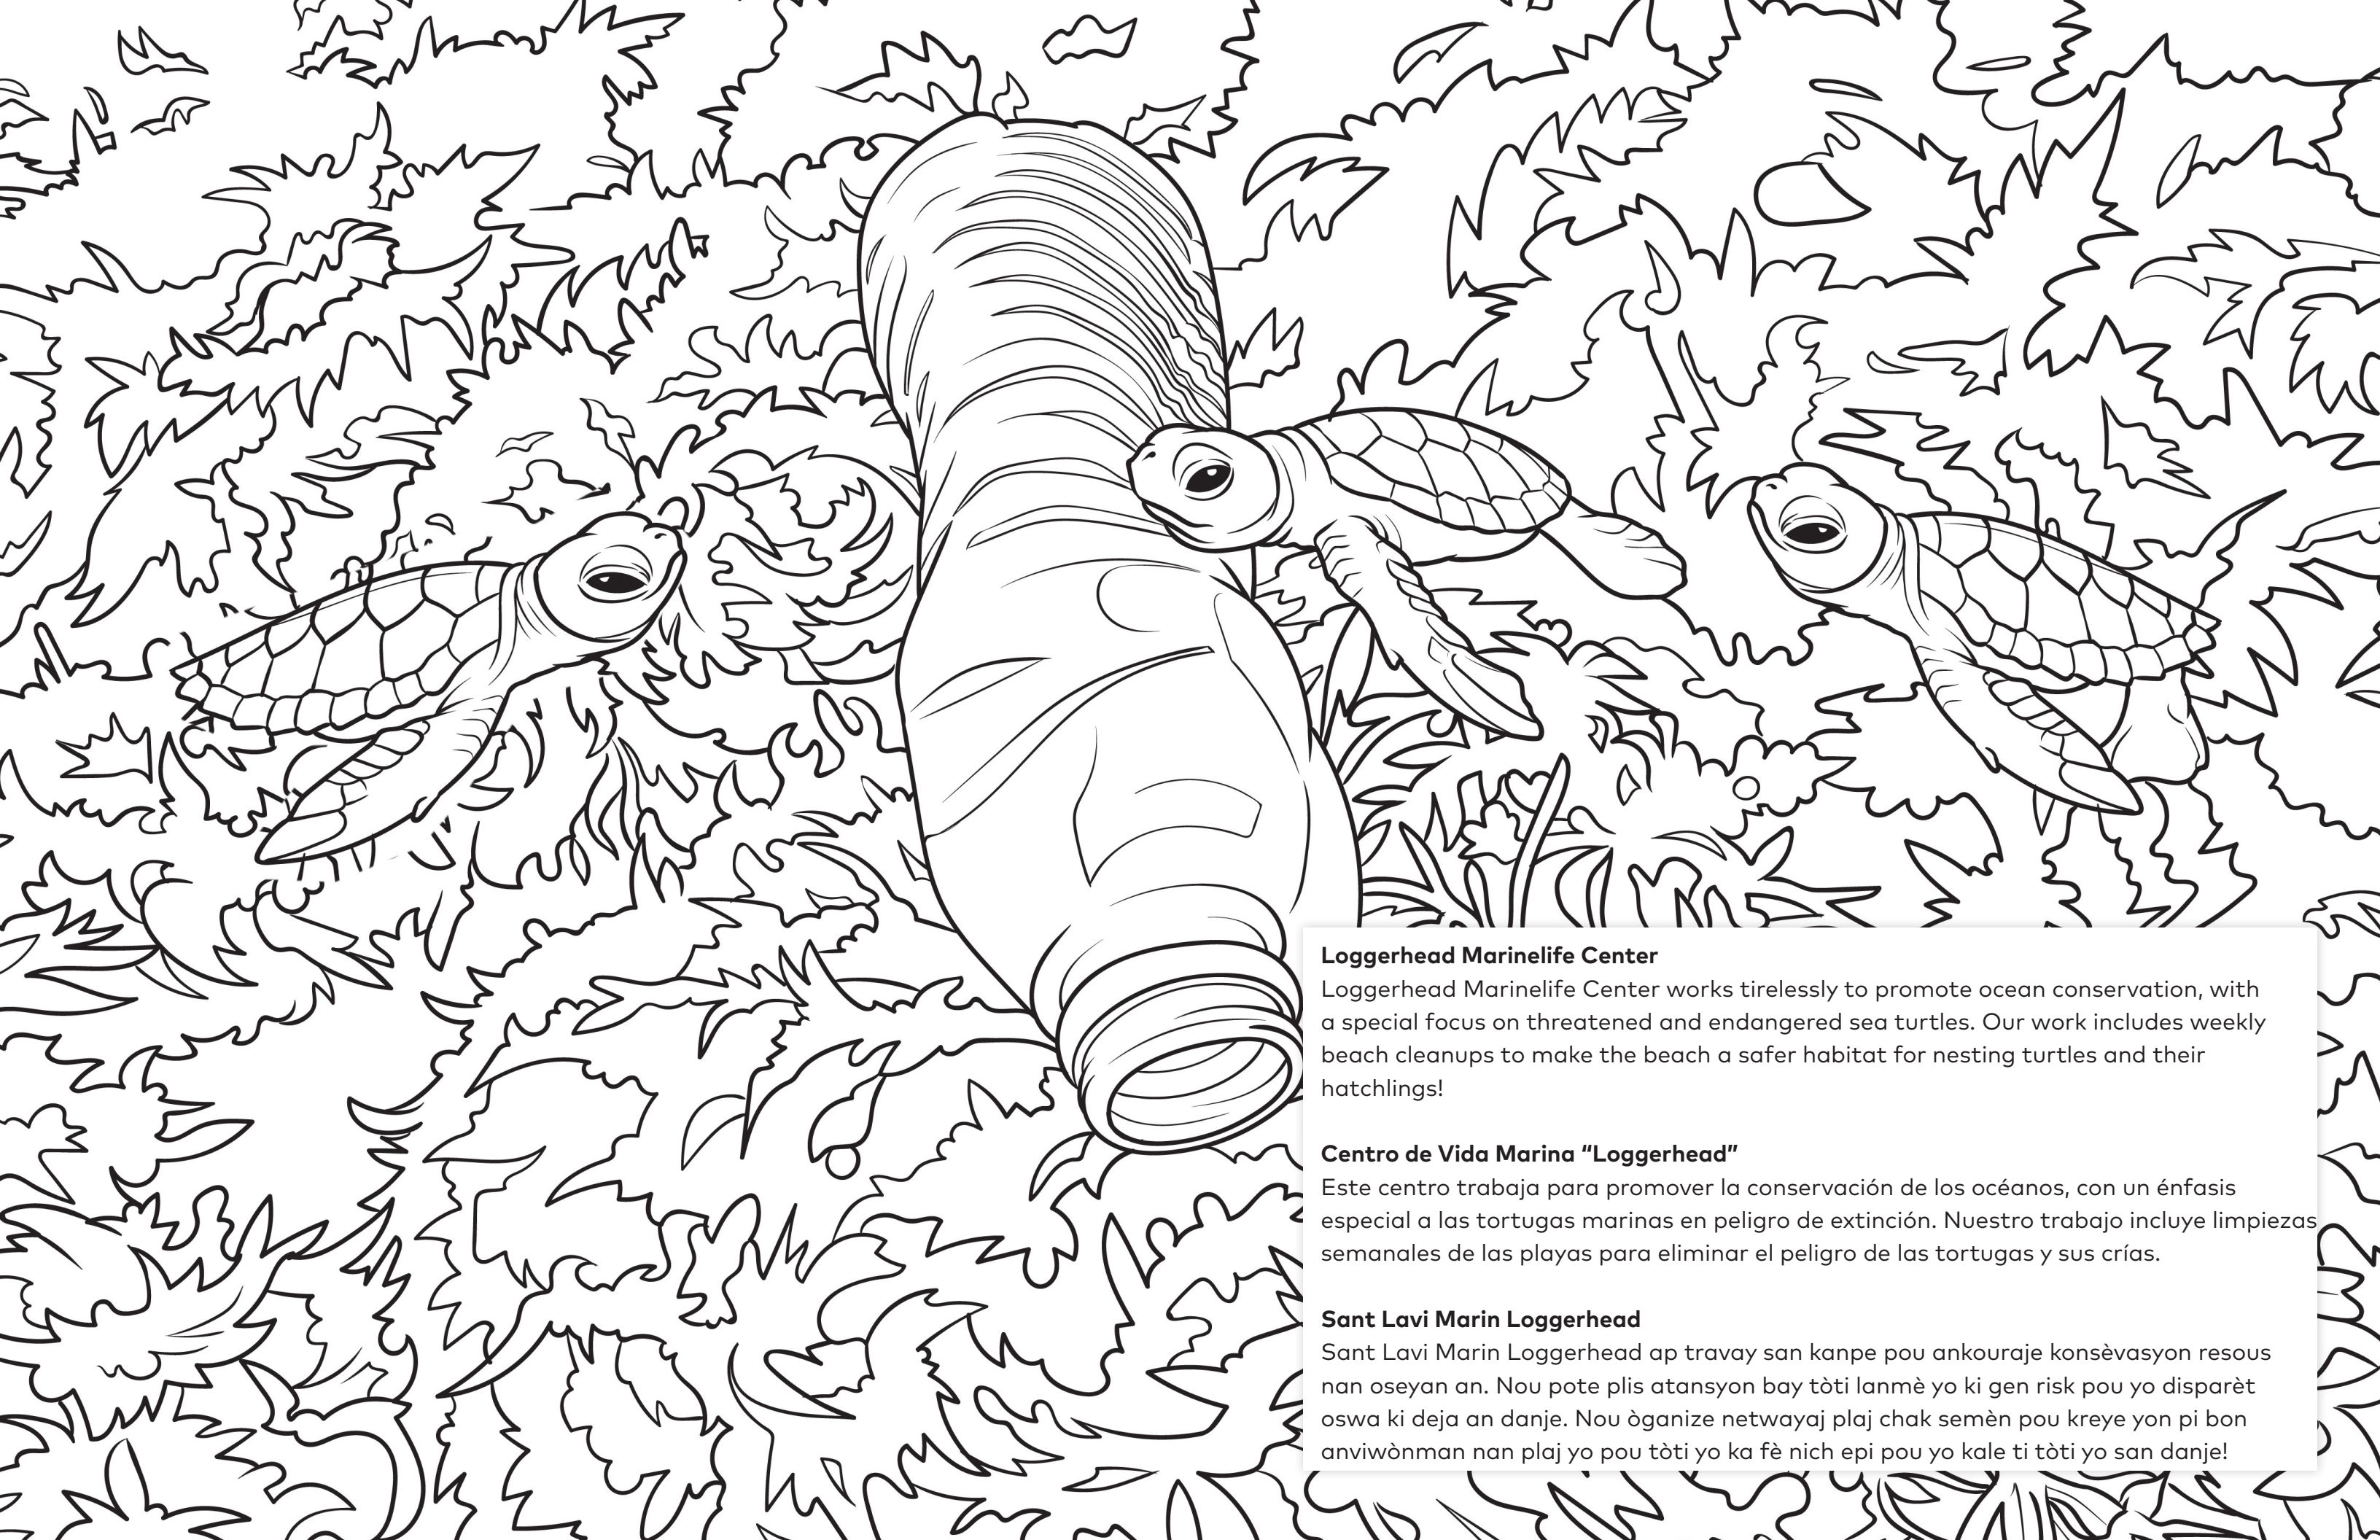 Loggerhead Marinelife Center
Loggerhead Marinelife Center works tirelessly to promote ocean conservation, with
a special focus on threatened and endangered sea turtles. Our work includes weekly
beach cleanups to make the beach a safer habitat for nesting turtles and their
hatchlings!
Centro de Vida Marina “Loggerhead”
Este centro trabaja para promover la conservación de los océanos, con un énfasis
especial a las tortugas marinas en peligro de extinción. Nuestro trabajo incluye limpiezas
semanales de las playas para eliminar el peligro de las tortugas y sus crías.
Sant Lavi Marin Loggerhead
Sant Lavi Marin Loggerhead ap travay san kanpe pou ankouraje konsèvasyon resous
nan oseyan an. Nou pote plis atansyon bay tòti lanmè yo ki gen risk pou yo disparèt
oswa ki deja an danje. Nou òganize netwayaj plaj chak semèn pou kreye yon pi bon
anviwònman nan plaj yo pou tòti yo ka fè nich epi pou yo kale ti tòti yo san danje!